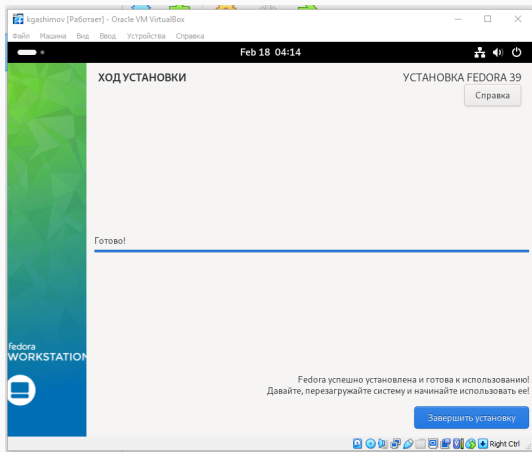 kgashimov [Работает] - Oracle VM VirtualBox
Файл Машина Вид Ввод Устройства Справка
Feb 18 04:14
ХОД УСТАНОВКИ
УСТАНОВКА FEDORA 39
Справка
Готово!
fedora
WORKSTATION
Fedora успешно установлена и готова к использованию!
Давайте, перезагружайте систему и начинайте использовать ее!
Завершить установку
Right Ctrl